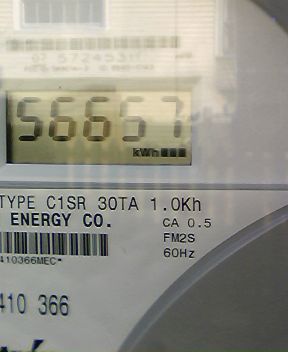 56657
kWh
TYPE C1SR 30TA 1.0Kh
ENERGY CO.
CA 0.5
FM2S
60Hz
410366MEC*
410 366